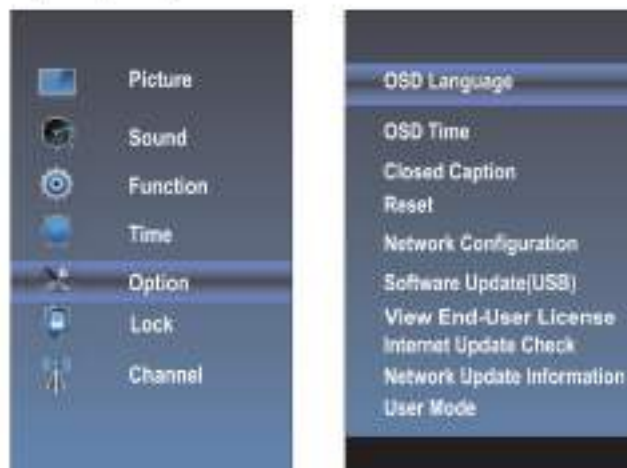 Picture
Sound
Function
Time
Option
Lock
Channel
OSD Language
OSD Time
Closed Caption
Reset
Network Configuration
Software Update(USB)
View End-User License
Internet Update Check
Network Update Information
User Mode